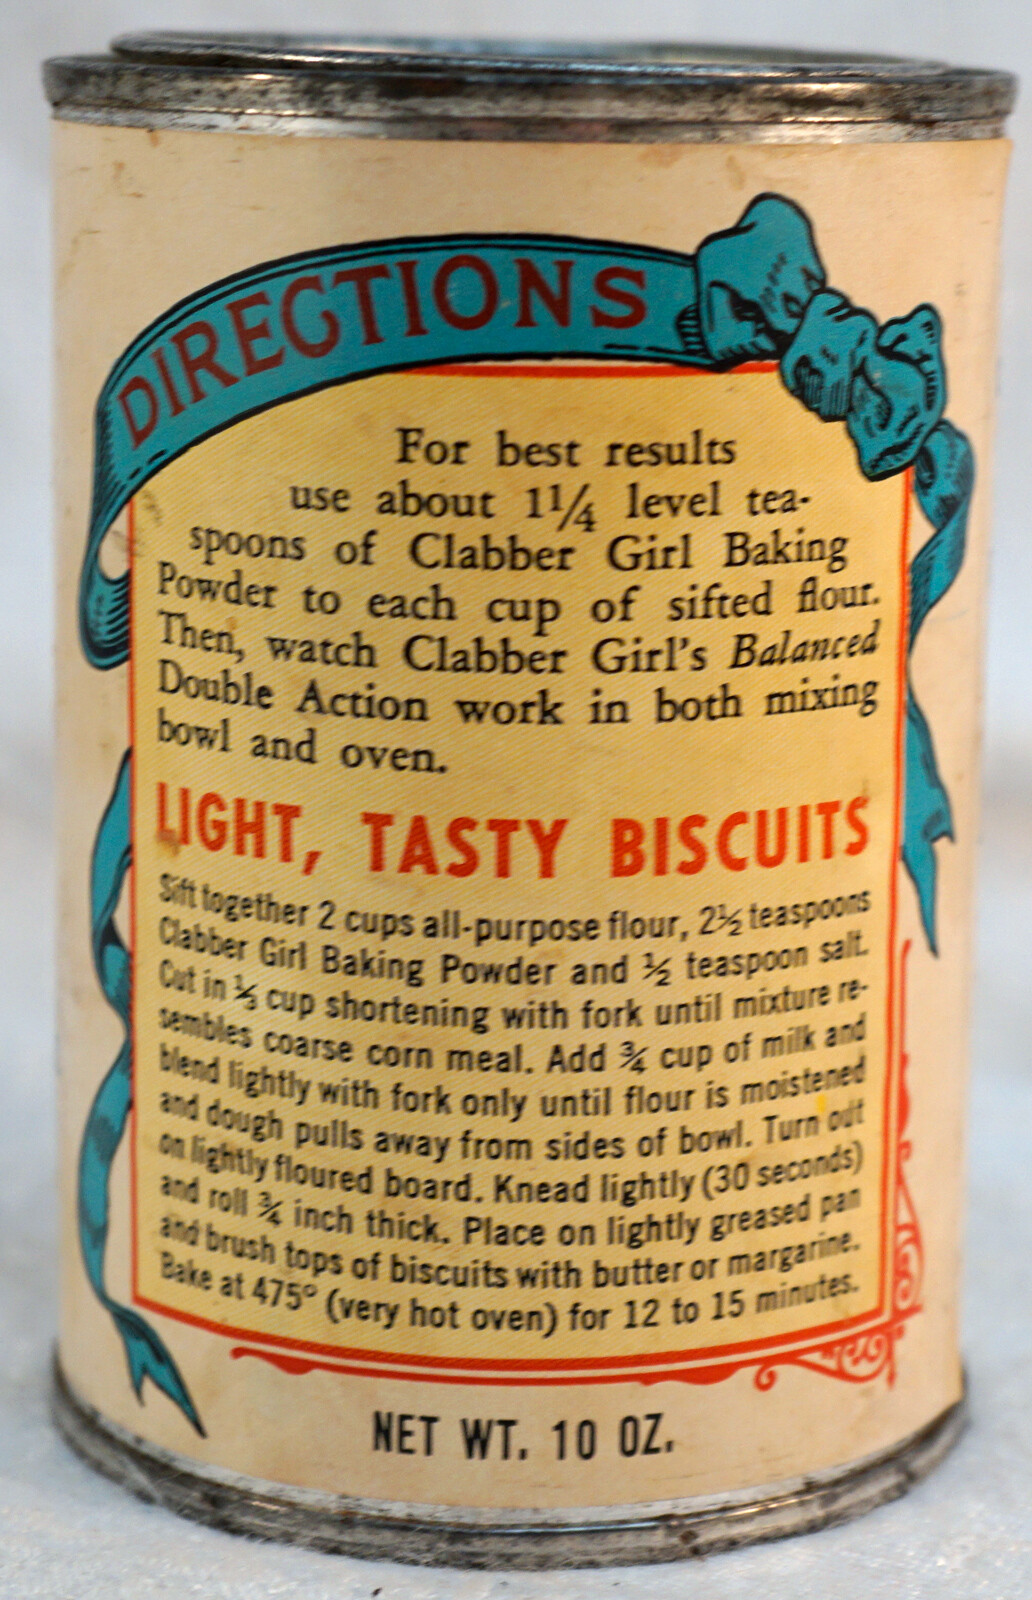 DIRECTIONS
For best results
use about 1¼ level tea-
spoons of Clabber Girl Baking
Powder to each cup of sifted flour.
Then, watch Clabber Girl's Balanced
Double Action work in both mixing
bowl and oven.
LIGHT, TASTY BISCUITS
Sift together 2 cups all-purpose flour, 2½ teaspoons
Clabber Girl Baking Powder and ½ teaspoon salt.
Cut in ⅓ cup shortening with fork until mixture re-
sembles coarse corn meal. Add ¾ cup of milk and
blend lightly with fork only until flour is moistened
and dough pulls away from sides of bowl. Turn out
on lightly floured board. Knead lightly (30 seconds)
and roll ¾ inch thick. Place on lightly greased pan
and brush tops of biscuits with butter or margarine.
Bake at 475° (very hot oven) for 12 to 15 minutes.
NET WT. 10 OZ.